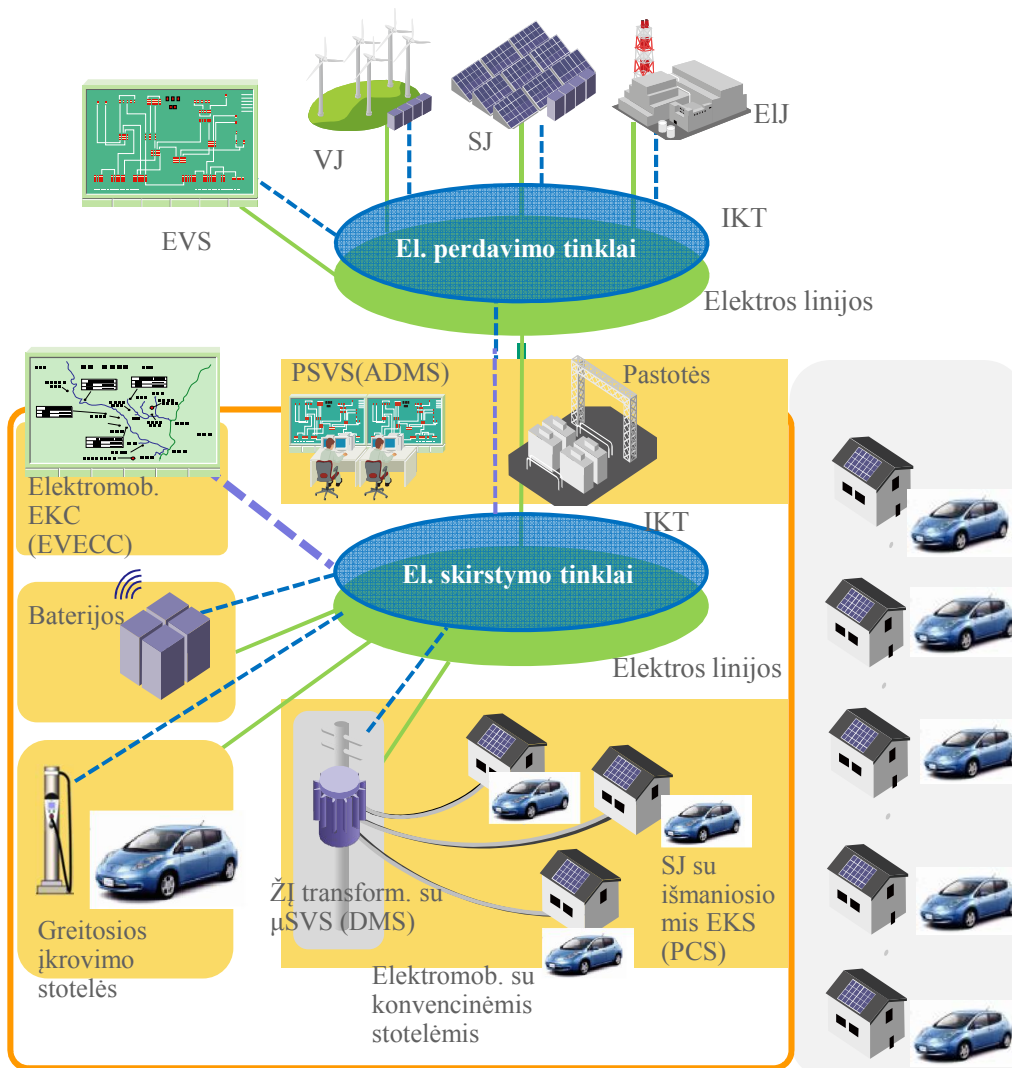 VJ
SJ
ElJ
EVS
IKT
El. perdavimo tinklai
Elektros linijos
PSVS(ADMS)
Pastotės
Elektromob.
EKC
(EVECC)
IKT
El. skirstymo tinklai
Baterijos
Elektros linijos
ŽĮ transform. su
µSVS (DMS)
SJ su
išmaniosio
mis EKS
(PCS)
Greitosios
įkrovimo
stotelės
Elektromob. su
konvencinėmis
stotelėmis